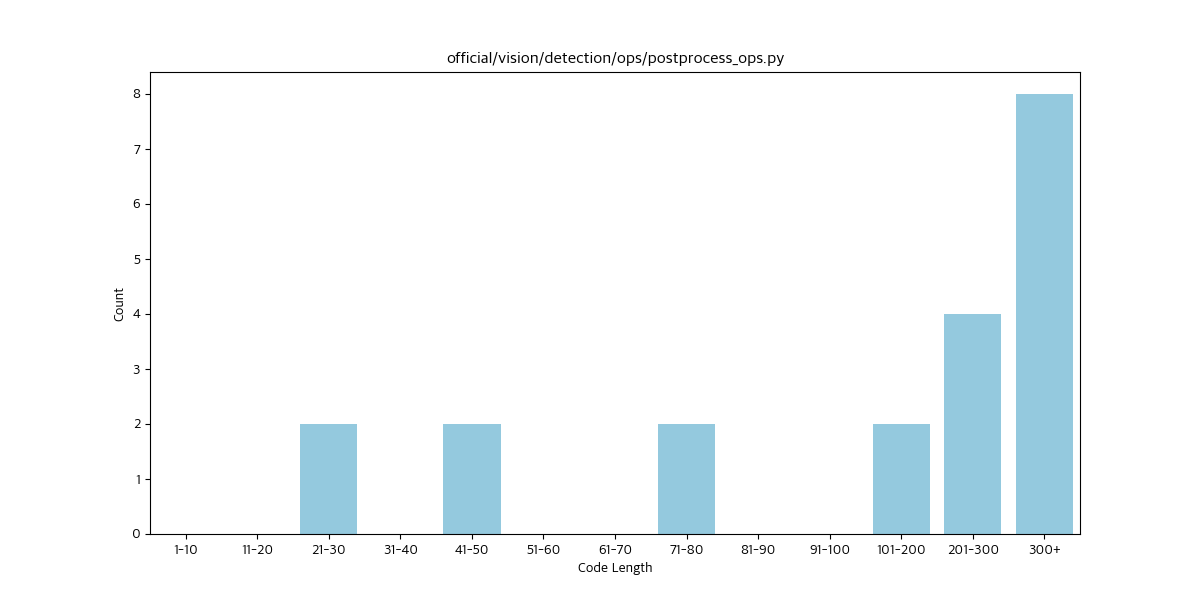 official/vision/detection/ops/postprocess_ops.py
8
7
6
5
4
3
2
1
0
Count
1-10 11-20 21-30 31-40 41-50 51-60 61-70 71-80 81-90 91-100 101-200 201-300 300+
Code Length